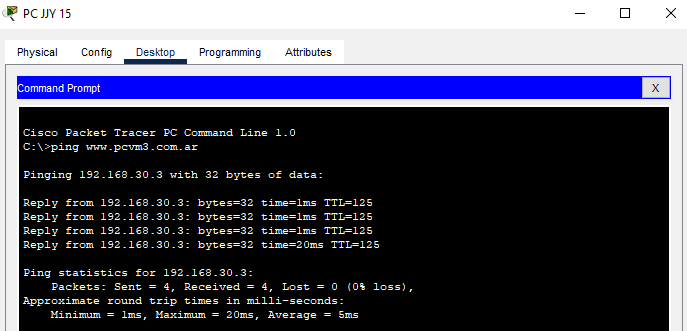 PC JJY 15
Physical Config Desktop Programming Attributes
Command Prompt X
Cisco Packet Tracer PC Command Line 1.0
C:\>ping www.pcvm3.com.ar
Pinging 192.168.30.3 with 32 bytes of data:
Reply from 192.168.30.3: bytes=32 time=1ms TTL=125
Reply from 192.168.30.3: bytes=32 time=1ms TTL=125
Reply from 192.168.30.3: bytes=32 time=1ms TTL=125
Reply from 192.168.30.3: bytes=32 time=20ms TTL=125
Ping statistics for 192.168.30.3:
Packets: Sent = 4, Received = 4, Lost = 0 (0% loss),
Approximate round trip times in milli-seconds:
Minimum = 1ms, Maximum = 20ms, Average = 5ms